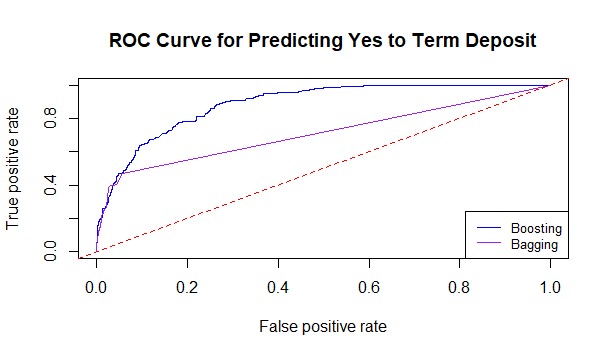 ROC Curve for Predicting Yes to Term Deposit
True positive rate
0.8
0.4
0.0
Boosting
Bagging
0.0 0.2 0.4 0.6 0.8 1.0
False positive rate